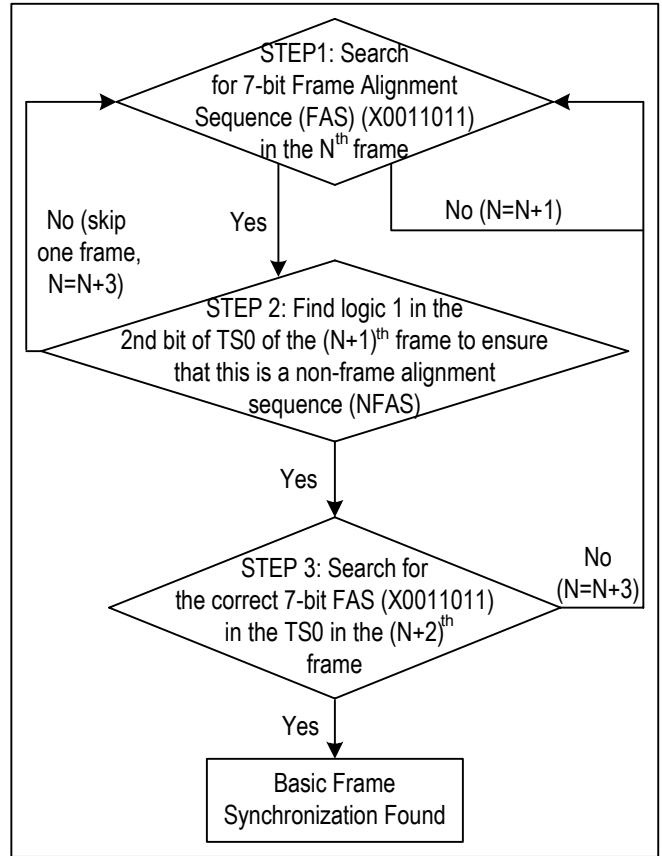 STEP1: Search
for 7-bit Frame Alignment
Sequence (FAS) (X0011011)
in the Nth frame
No (N=N+1)
Yes
No (skip
one frame,
N=N+3)
STEP 2: Find logic 1 in the
2nd bit of TS0 of the (N+1)th frame to ensure
that this is a non-frame alignment
sequence (NFAS)
Yes
STEP 3: Search for
the correct 7-bit FAS (X0011011)
in the TS0 in the (N+2)th
frame
No
(N=N+3)
Yes
Basic Frame
Synchronization Found